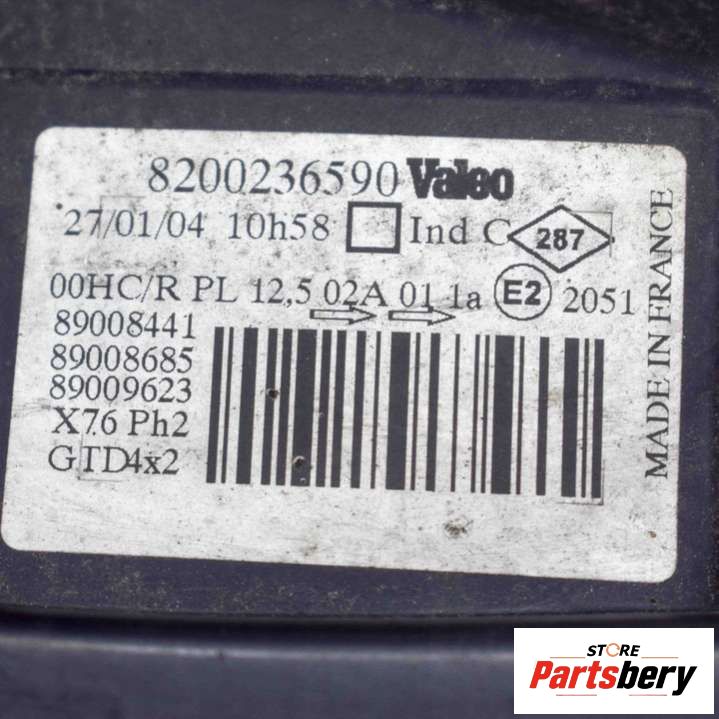 8200236590 Valeo
27/01/04 10h58 Ind C 287
00HC/R PL 12,5 02A 01 1a E2 2051
89008441
89008685
89009623
X76 Ph2
GTD4x2
MADE IN FRANCE
STORE
Partsbery